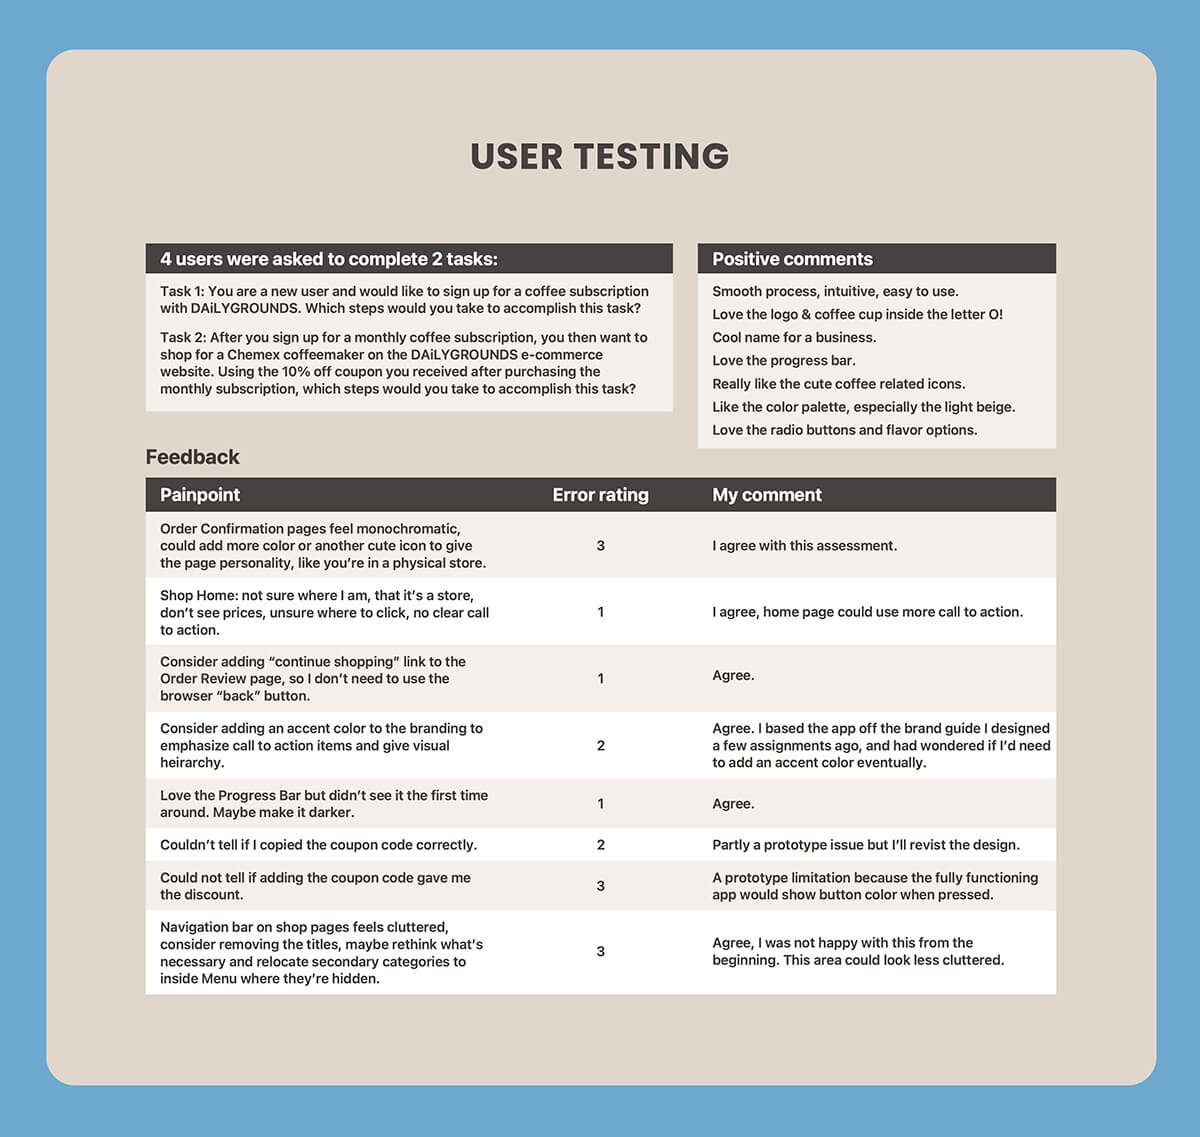 USER TESTING
4 users were asked to complete 2 tasks:
Task 1: You are a new user and would like to sign up for a coffee subscription
with DAiLYGROUNDS. Which steps would you take to accomplish this task?
Task 2: After you sign up for a monthly coffee subscription, you then want to
shop for a Chemex coffeemaker on the DAiLYGROUNDS e-commerce
website. Using the 10% off coupon you received after purchasing the
monthly subscription, which steps would you take to accomplish this task?
Positive comments
Smooth process, intuitive, easy to use.
Love the logo & coffee cup inside the letter O!
Cool name for a business.
Love the progress bar.
Really like the cute coffee related icons.
Like the color palette, especially the light beige.
Love the radio buttons and flavor options.
Feedback
Painpoint
Error rating
My comment
Order Confirmation pages feel monochromatic,
could add more color or another cute icon to give
the page personality, like you’re in a physical store.
3
I agree with this assessment.
Shop Home: not sure where I am, that it’s a store,
don’t see prices, unsure where to click, no clear call
to action.
1
I agree, home page could use more call to action.
Consider adding “continue shopping” link to the
Order Review page, so I don’t need to use the
browser “back” button.
1
Agree.
Consider adding an accent color to the branding to
emphasize call to action items and give visual
heirarchy.
2
Agree. I based the app off the brand guide I designed
a few assignments ago, and had wondered if I’d need
to add an accent color eventually.
Love the Progress Bar but didn’t see it the first time
around. Maybe make it darker.
1
Agree.
Couldn’t tell if I copied the coupon code correctly.
2
Partly a prototype issue but I’ll revist the design.
Could not tell if adding the coupon code gave me
the discount.
3
A prototype limitation because the fully functioning
app would show button color when pressed.
Navigation bar on shop pages feels cluttered,
consider removing the titles, maybe rethink what’s
necessary and relocate secondary categories to
inside Menu where they’re hidden.
3
Agree, I was not happy with this from the
beginning. This area could look less cluttered.